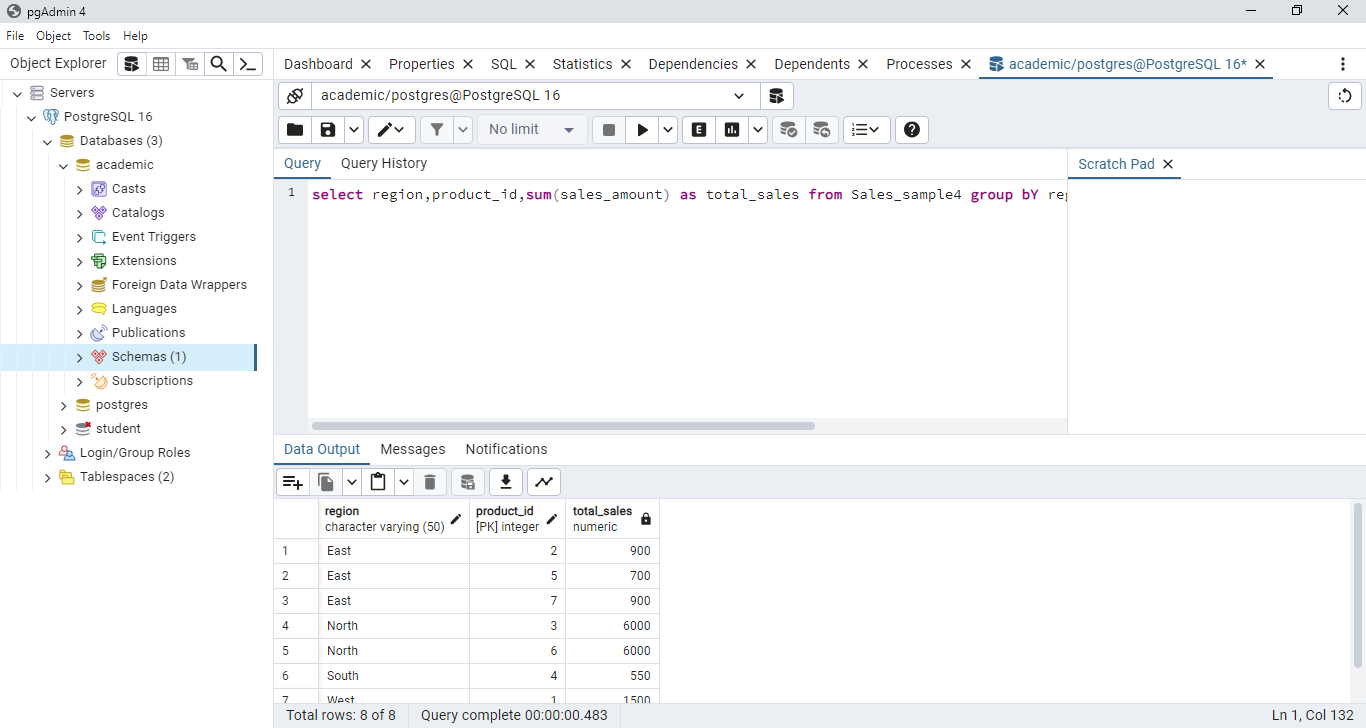 pgAdmin 4
File Object Tools Help
Object Explorer
Dashboard Properties SQL Statistics Dependencies Dependents Processes academic/postgres@PostgreSQL 16*
Servers
PostgreSQL 16
Databases (3)
academic
Casts
Catalogs
Event Triggers
Extensions
Foreign Data Wrappers
Languages
Publications
Schemas (1)
Subscriptions
postgres
student
Login/Group Roles
Tablespaces (2)
academic/postgres@PostgreSQL 16
No limit
E
Query Query History
Scratch Pad
1 select region,product_id,sum(sales_amount) as total_sales from Sales_sample4 group bY reg
Data Output Messages Notifications
region product_id total_sales
character varying (50) [PK] integer numeric
1 East 2 900
2 East 5 700
3 East 7 900
4 North 3 6000
5 North 6 6000
6 South 4 550
7 West 1 1500
Total rows: 8 of 8 Query complete 00:00:00.483 Ln 1, Col 132